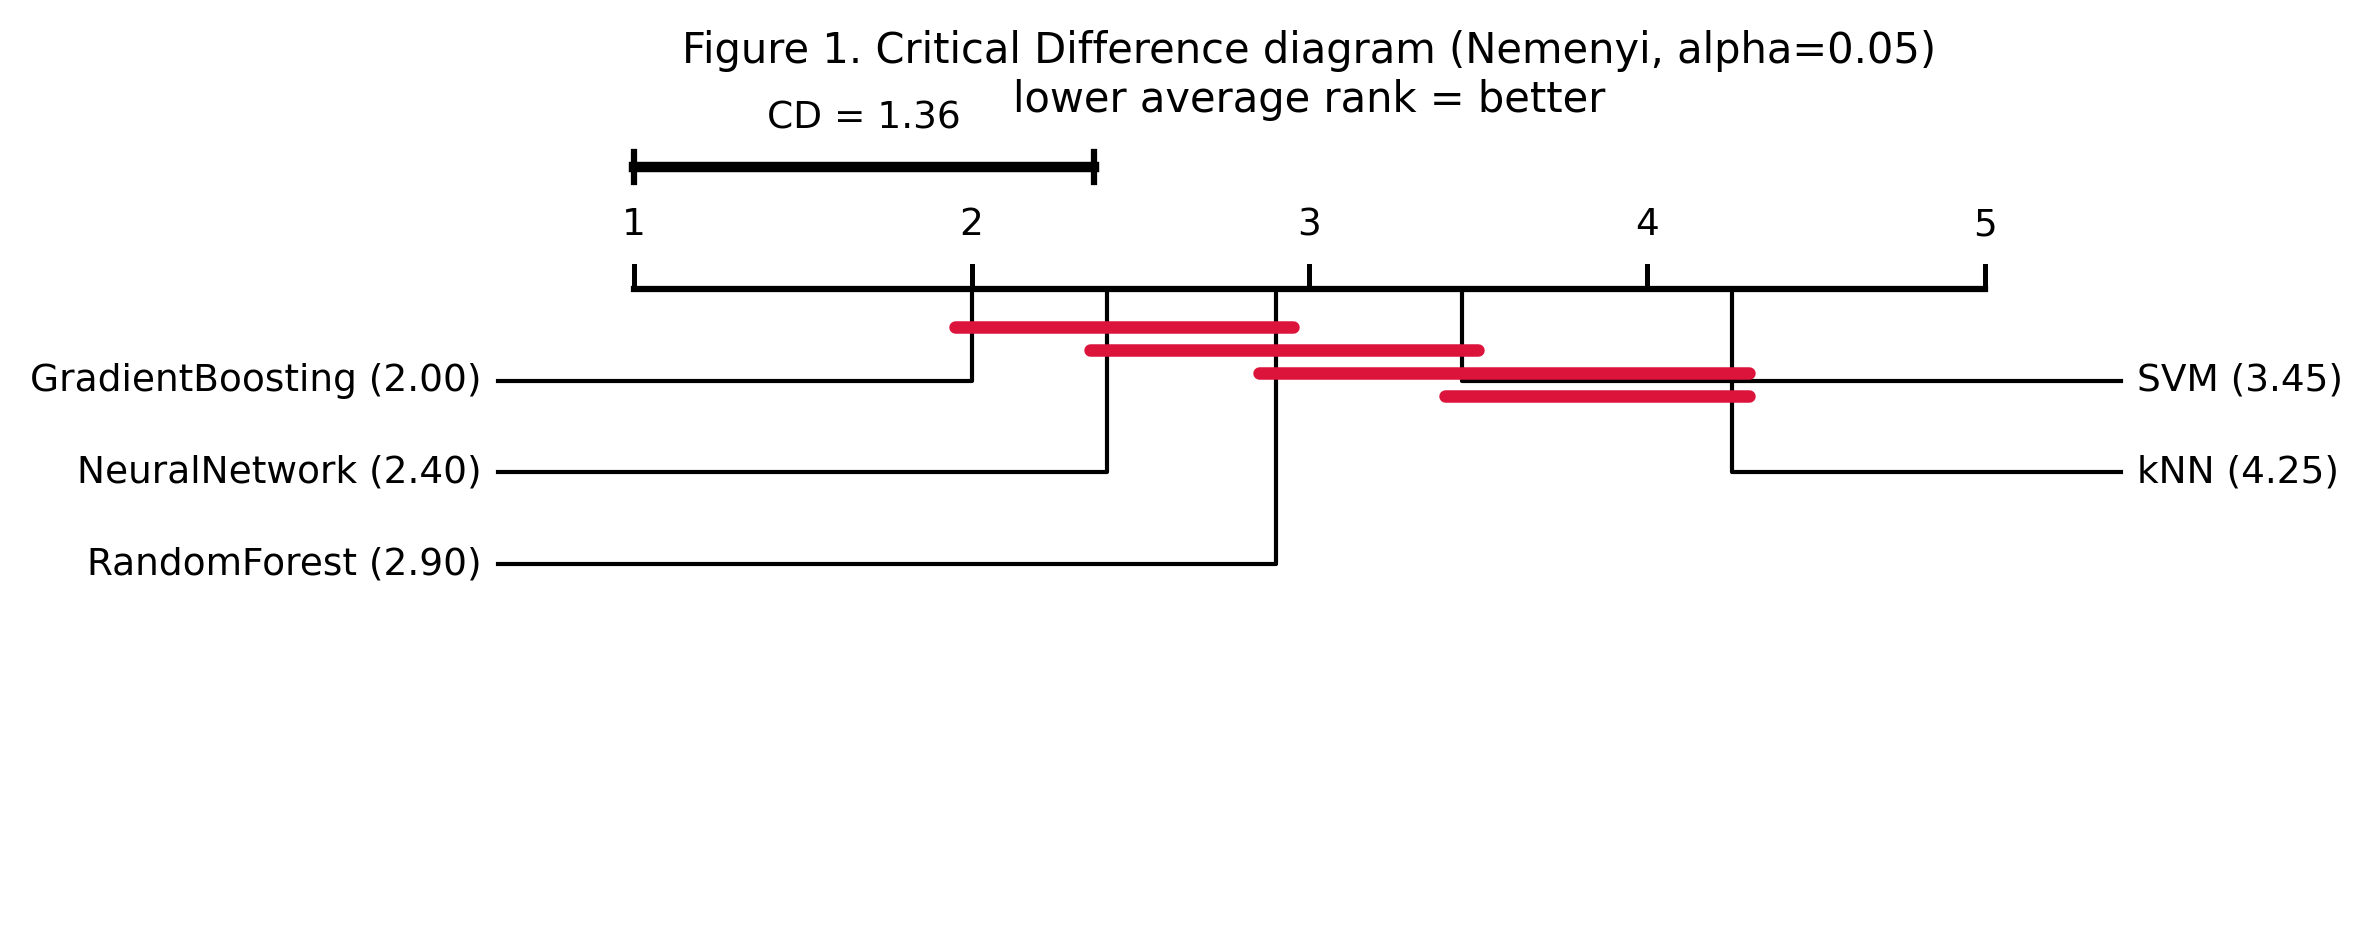 Figure 1. Critical Difference diagram (Nemenyi, alpha=0.05)
lower average rank = better
CD = 1.36
1 2 3 4 5
GradientBoosting (2.00)
SVM (3.45)
NeuralNetwork (2.40)
kNN (4.25)
RandomForest (2.90)